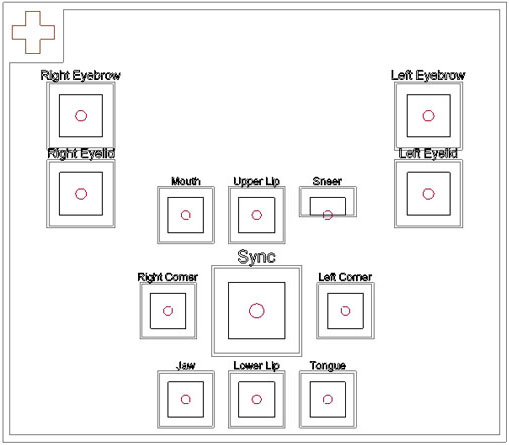 Right Eyebrow
Left Eyebrow
Right Eyelid
Left Eyelid
Mouth
Upper Lip
Sneer
Sync
Right Corner
Left Corner
Jaw
Lower Lip
Tongue